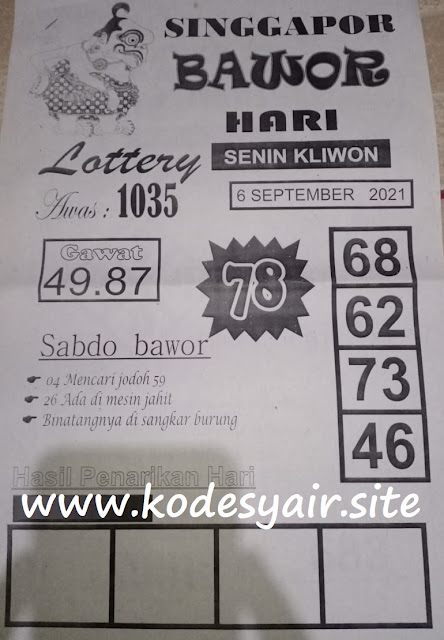 SINGGAPOR
BAWOR
HARI
Lottery
SENIN KLIWON
Awas : 1035
6 SEPTEMBER 2021
Gawat
49.87
78
68
62
73
46
Sabdo bawor
04 Mencari jodoh 59
26 Ada di mesin jahit
Binatangnya di sangkar burung
Hasil Penarikan Hari
www.kodesyair.site